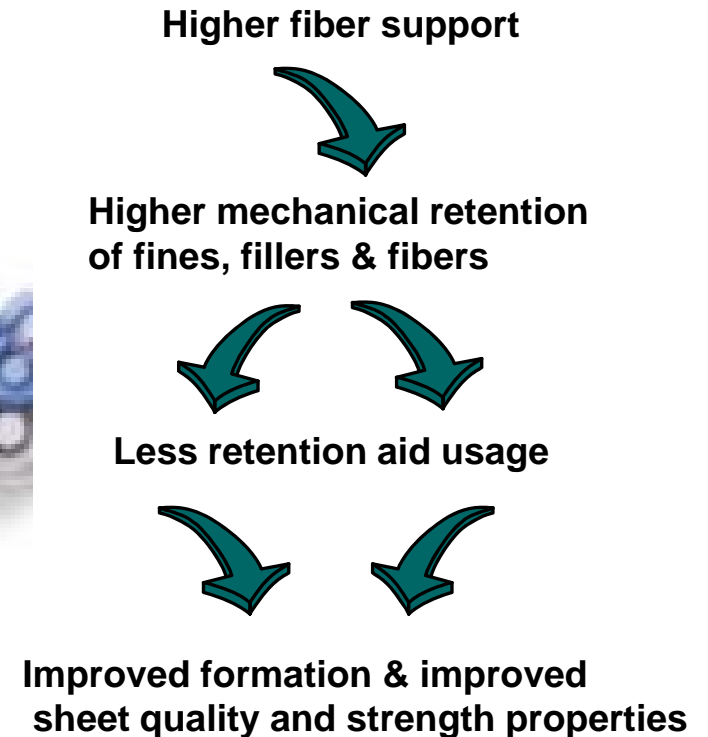 Higher fiber support
Higher mechanical retention
of fines, fillers & fibers
Less retention aid usage
Improved formation & improved
sheet quality and strength properties